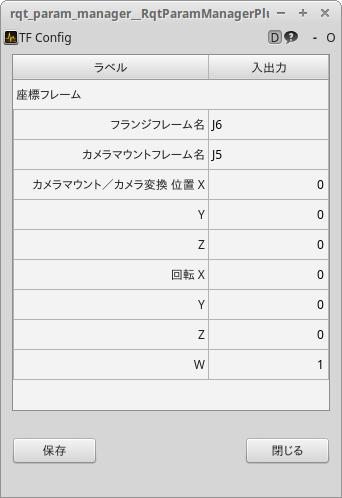 rqt_param_manager__RqtParamManagerPlu
TF Config D ? - O
ラベル 入出力
座標フレーム
フランジフレーム名 J6
カメラマウントフレーム名 J5
カメラマウント／カメラ変換 位置 X 0
Y 0
Z 0
回転 X 0
Y 0
Z 0
W 1
保存 閉じる